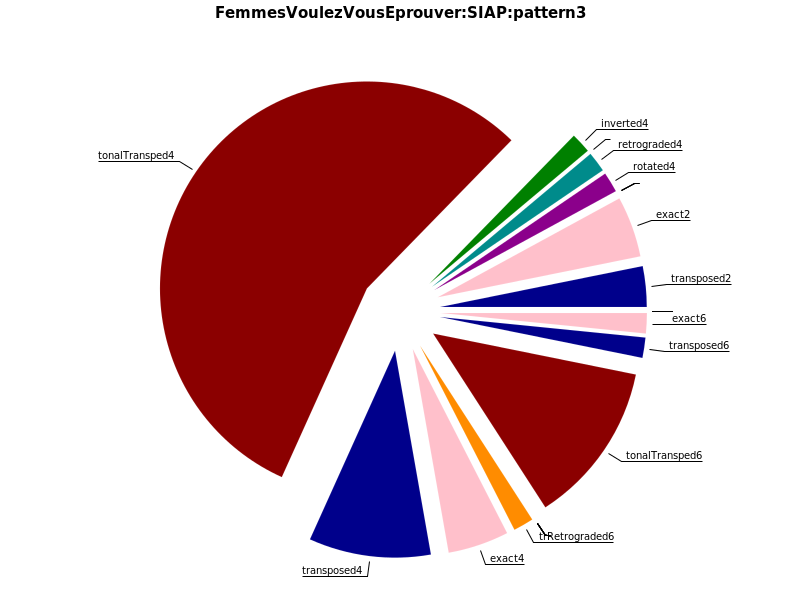 FemmesVoulezVousEprouver:SIAP:pattern3
inverted4
retrograded4
tonalTransped4
rotated4
exact2
transposed2
exact6
transposed6
tonalTransped6
trRetrograded6
exact4
transposed4